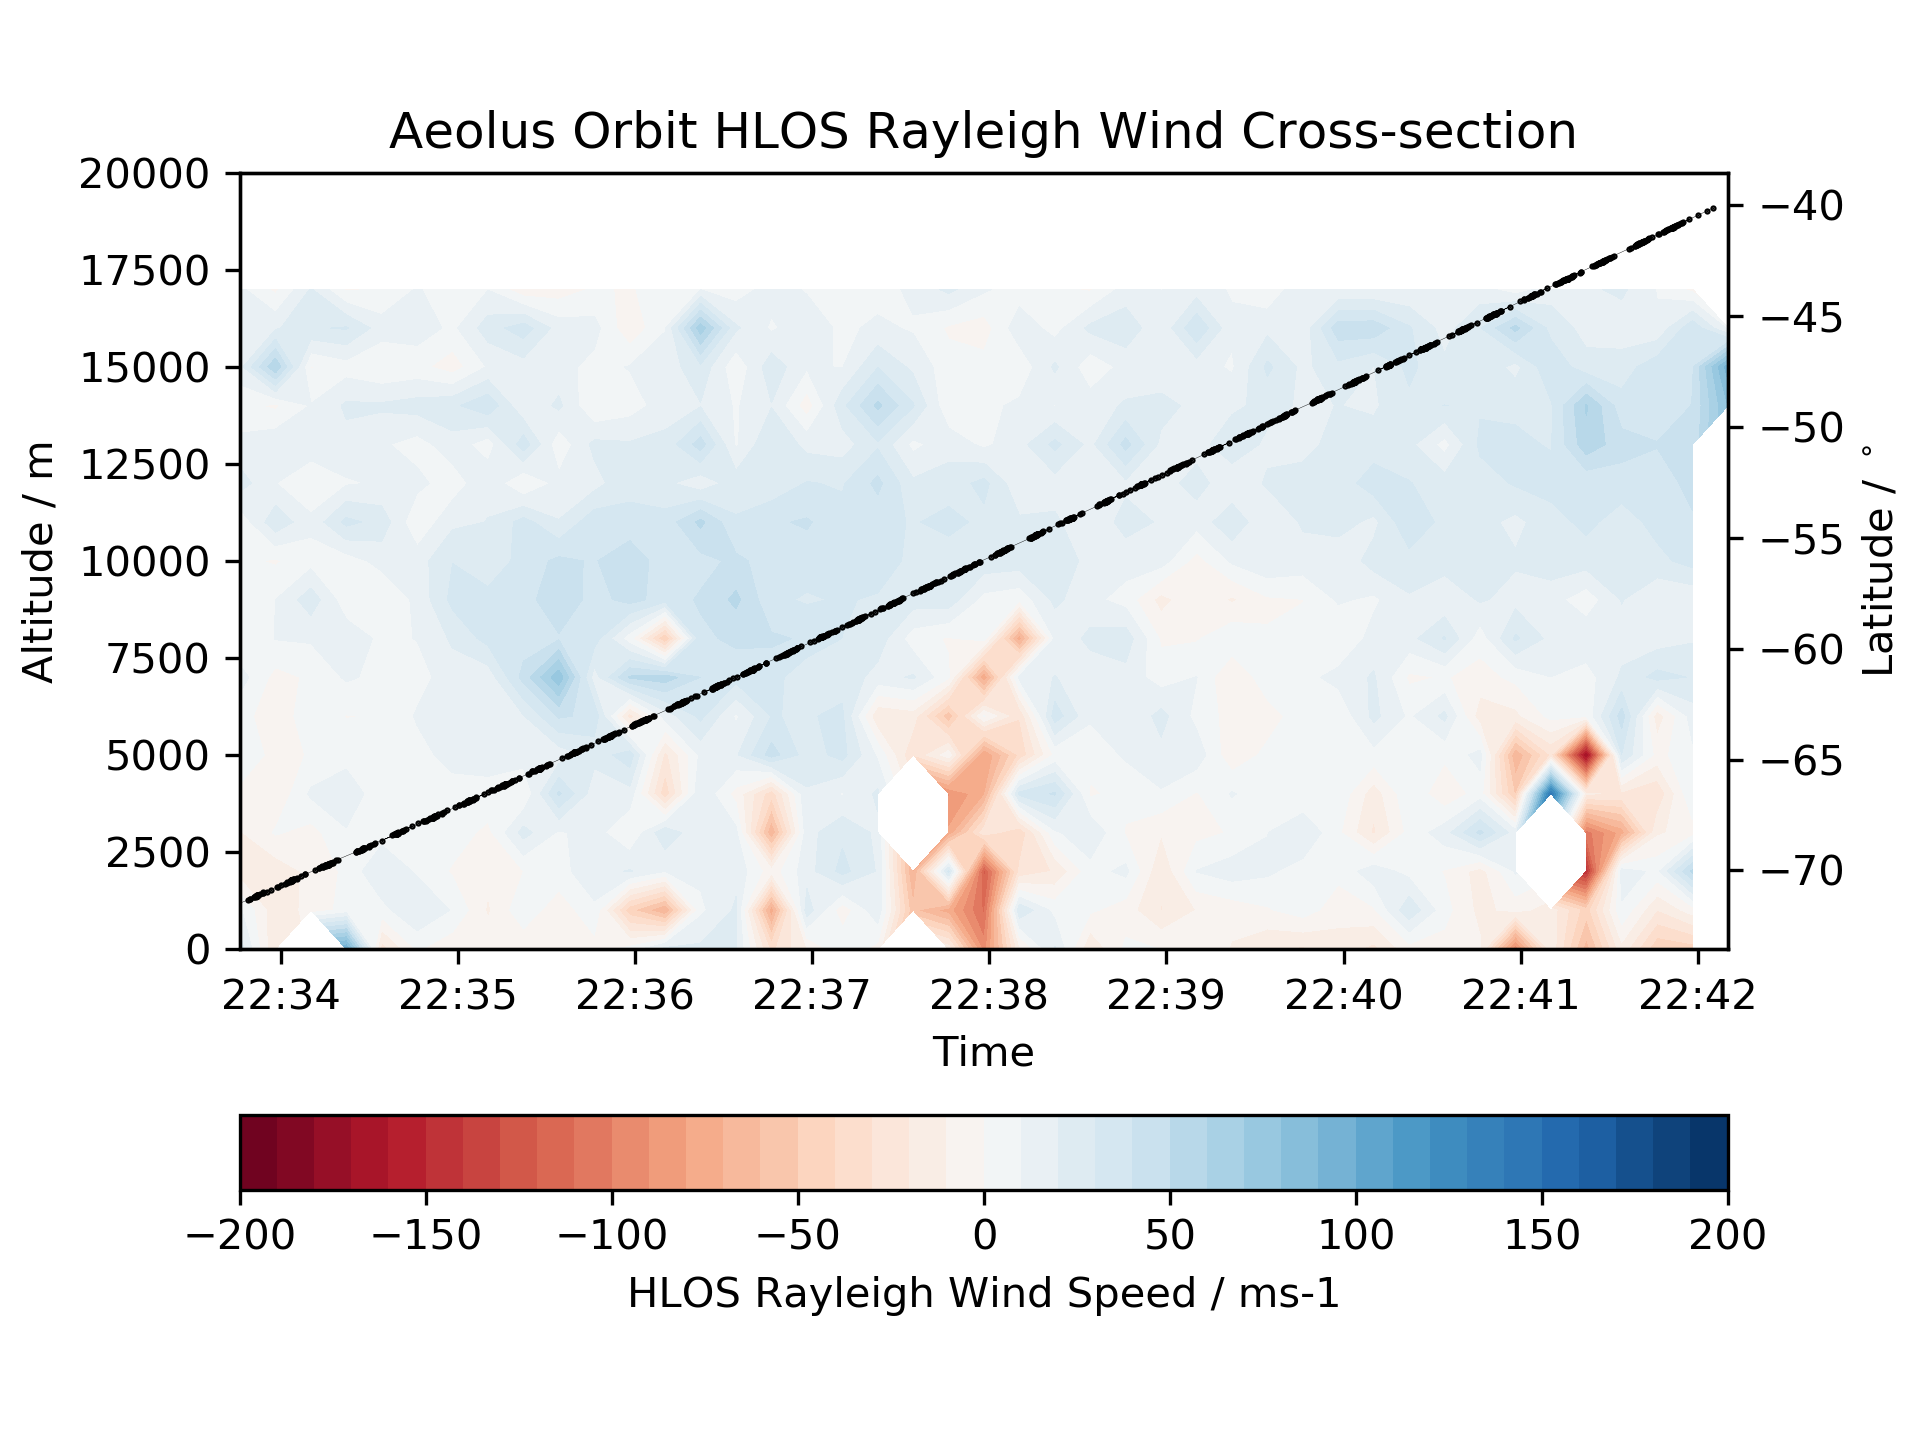 Aeolus Orbit HLOS Rayleigh Wind Cross-section
20000
17500
15000
12500
10000
7500
5000
2500
0
Altitude / m
−40
−45
−50
−55
−60
−65
−70
Latitude / °
22:34 22:35 22:36 22:37 22:38 22:39 22:40 22:41 22:42
Time
−200 −150 −100 −50 0 50 100 150 200
HLOS Rayleigh Wind Speed / ms-1